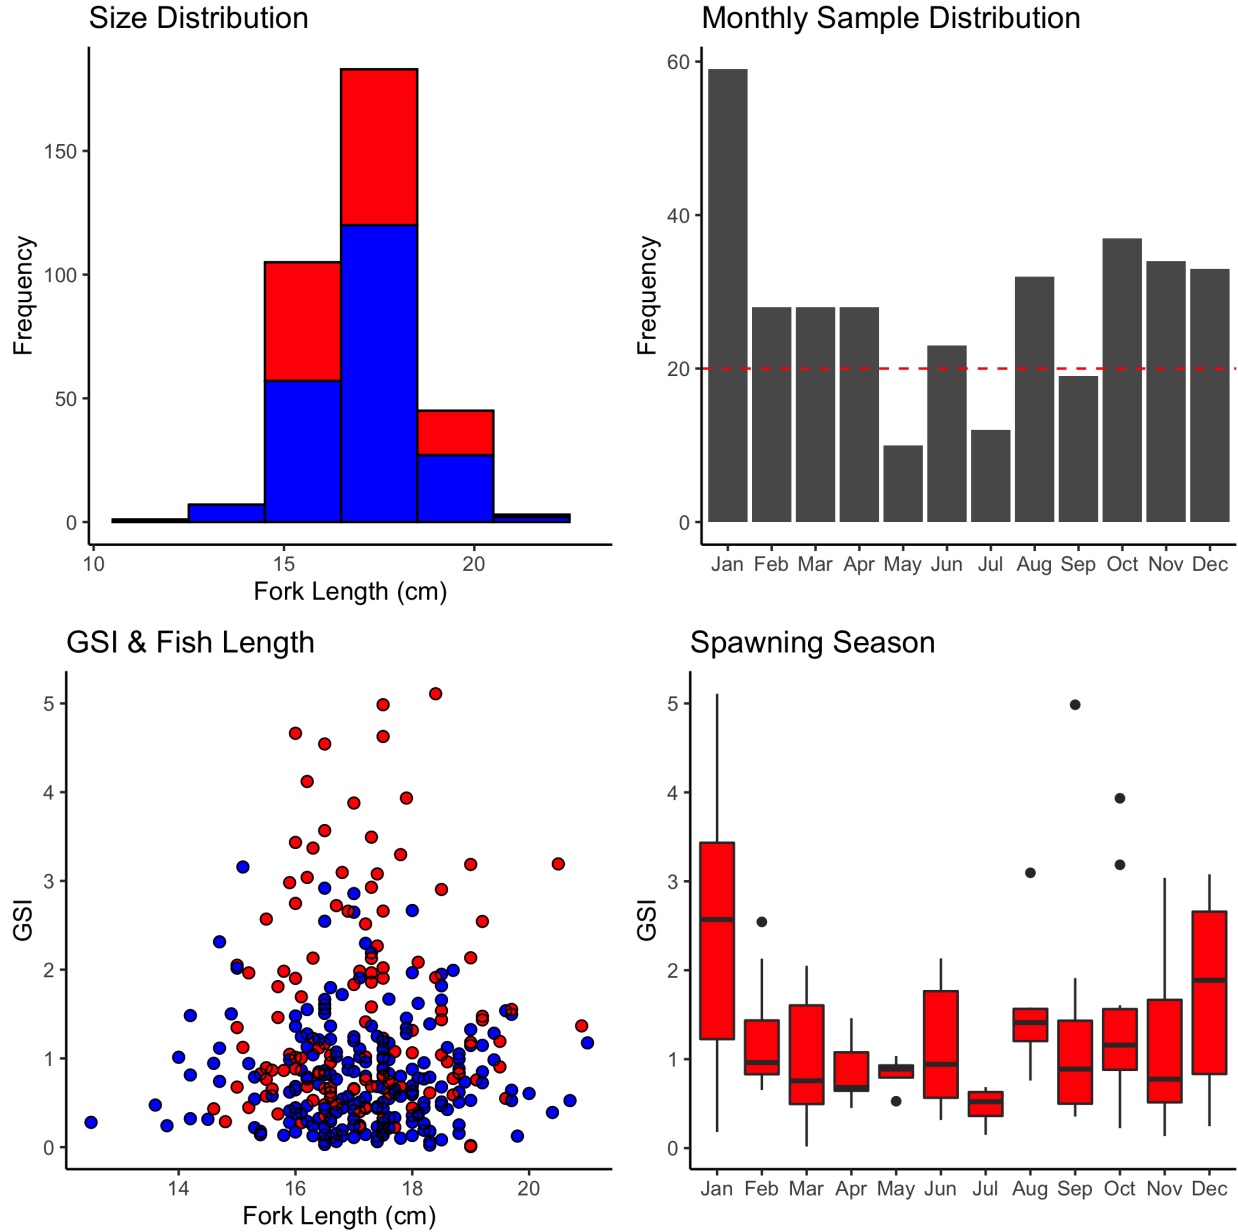 Size Distribution
Frequency
150
100
50
0
10 15 20
Fork Length (cm)
Monthly Sample Distribution
Frequency
60
40
20
0
Jan Feb Mar Apr May Jun Jul Aug Sep Oct Nov Dec
GSI & Fish Length
GSI
5
4
3
2
1
0
14 16 18 20
Fork Length (cm)
Spawning Season
GSI
5
4
3
2
1
0
Jan Feb Mar Apr May Jun Jul Aug Sep Oct Nov Dec